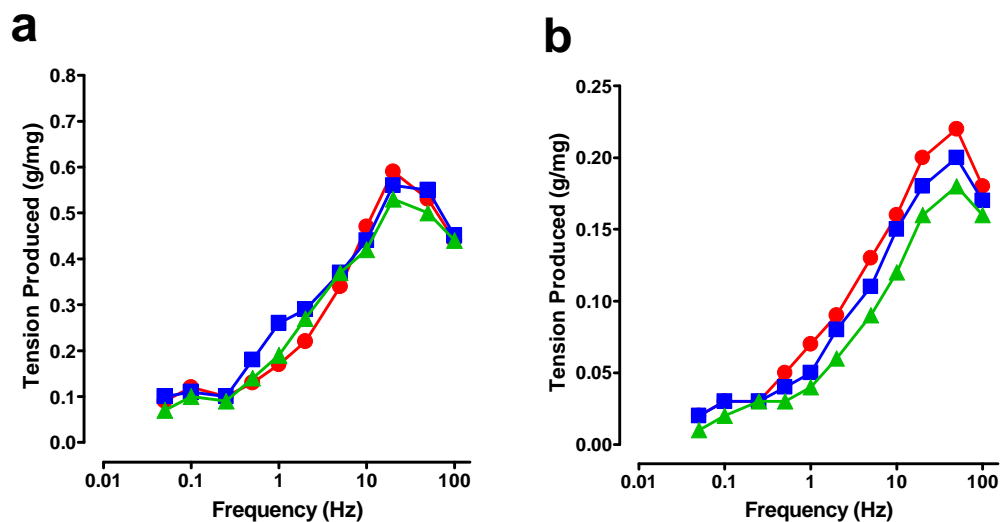 a
Tension Produced (g/mg)
0.8
0.7
0.6
0.5
0.4
0.3
0.2
0.1
0.0
0.01 0.1 1 10 100
Frequency (Hz)
b
Tension Produced (g/mg)
0.25
0.20
0.15
0.10
0.05
0.00
0.01 0.1 1 10 100
Frequency (Hz)